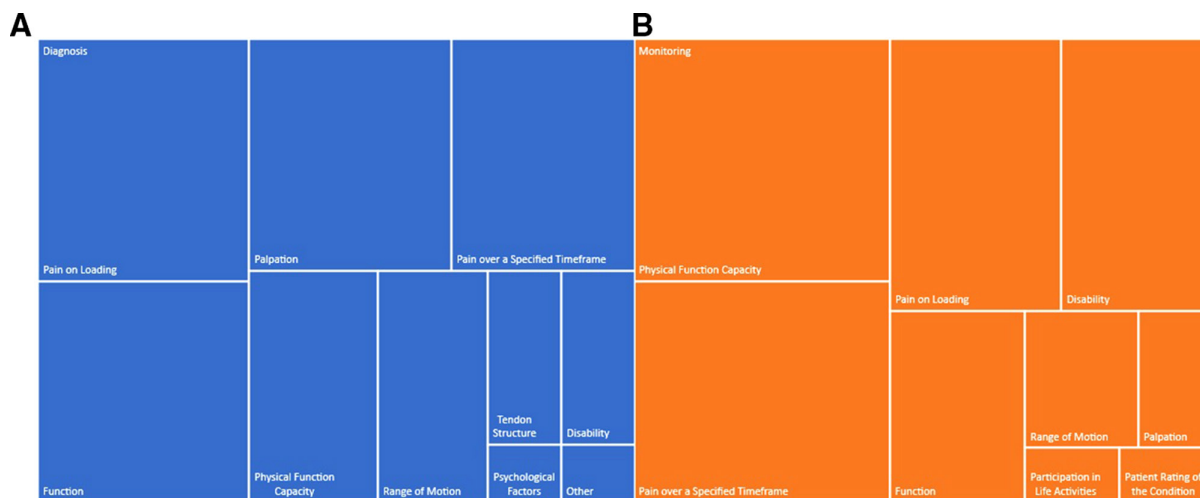 A
B
Diagnosis
Pain on Loading
Palpation
Pain over a Specified Timeframe
Function
Physical Function
Capacity
Range of Motion
Tendon
Structure
Disability
Psychological
Factors
Other
Monitoring
Physical Function Capacity
Pain on Loading
Disability
Pain over a Specified Timeframe
Function
Range of Motion
Palpation
Participation in
Life Activities
Patient Rating of
the Condition